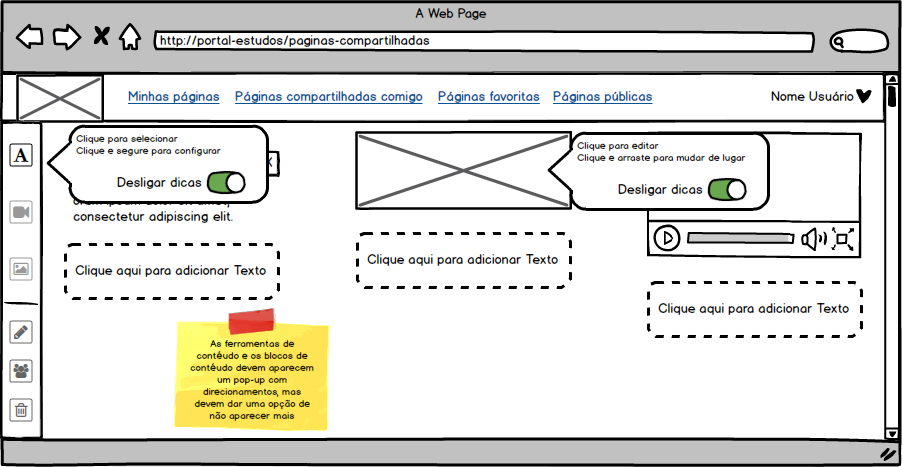 A Web Page
http://portal-estudos/paginas-compartilhadas
Minhas páginas Páginas compartilhadas comigo Páginas favoritas Páginas públicas Nome Usuário
A
Clique para selecionar
Clique e segure para configurar
Desligar dicas
consectetur adipiscing elit.
Clique aqui para adicionar Texto
Clique para editar
Clique e arraste para mudar de lugar
Desligar dicas
Clique aqui para adicionar Texto
Clique aqui para adicionar Texto
As ferramentas de
contéudo e os blocos de
contéudo devem aparecem
um pop-up com
direcionamentos, mas
devem dar uma opção de
não aparecer mais